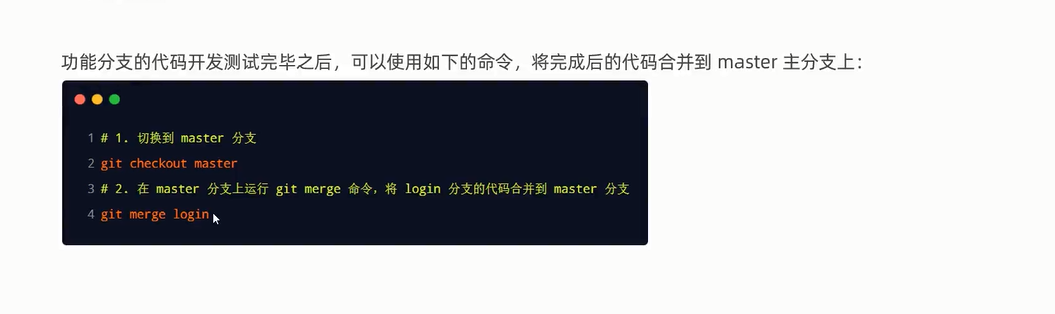 功能分支的代码开发测试完毕之后，可以使用如下的命令，将完成后的代码合并到 master 主分支上：
1 # 1. 切换到 master 分支
2 git checkout master
3 # 2. 在 master 分支上运行 git merge 命令，将 login 分支的代码合并到 master 分支
4 git merge login